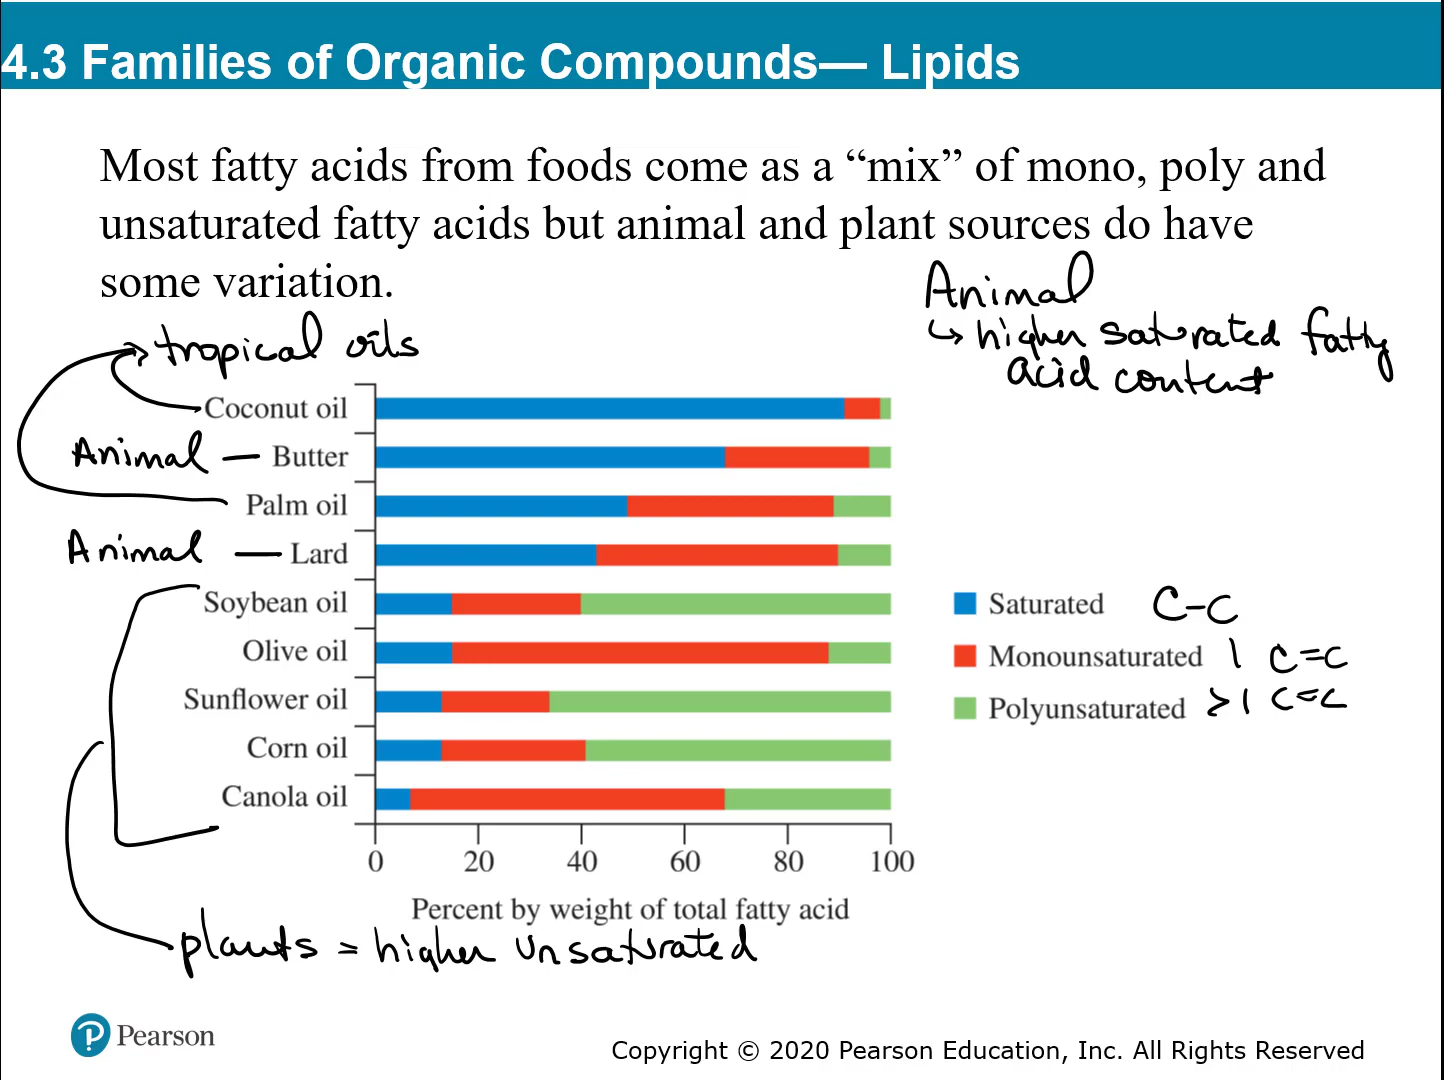 4.3 Families of Organic Compounds— Lipids
Most fatty acids from foods come as a “mix” of mono, poly and
unsaturated fatty acids but animal and plant sources do have
some variation.
Animal
↳ higher saturated fatty
acid content
tropical oils
Coconut oil
Animal — Butter
Palm oil
Animal — Lard
Soybean oil
Olive oil
Sunflower oil
Corn oil
Canola oil
Saturated C-C
Monounsaturated 1 C=C
Polyunsaturated >1 C=C
0 20 40 60 80 100
Percent by weight of total fatty acid
plants = higher unsaturated
P Pearson
Copyright © 2020 Pearson Education, Inc. All Rights Reserved